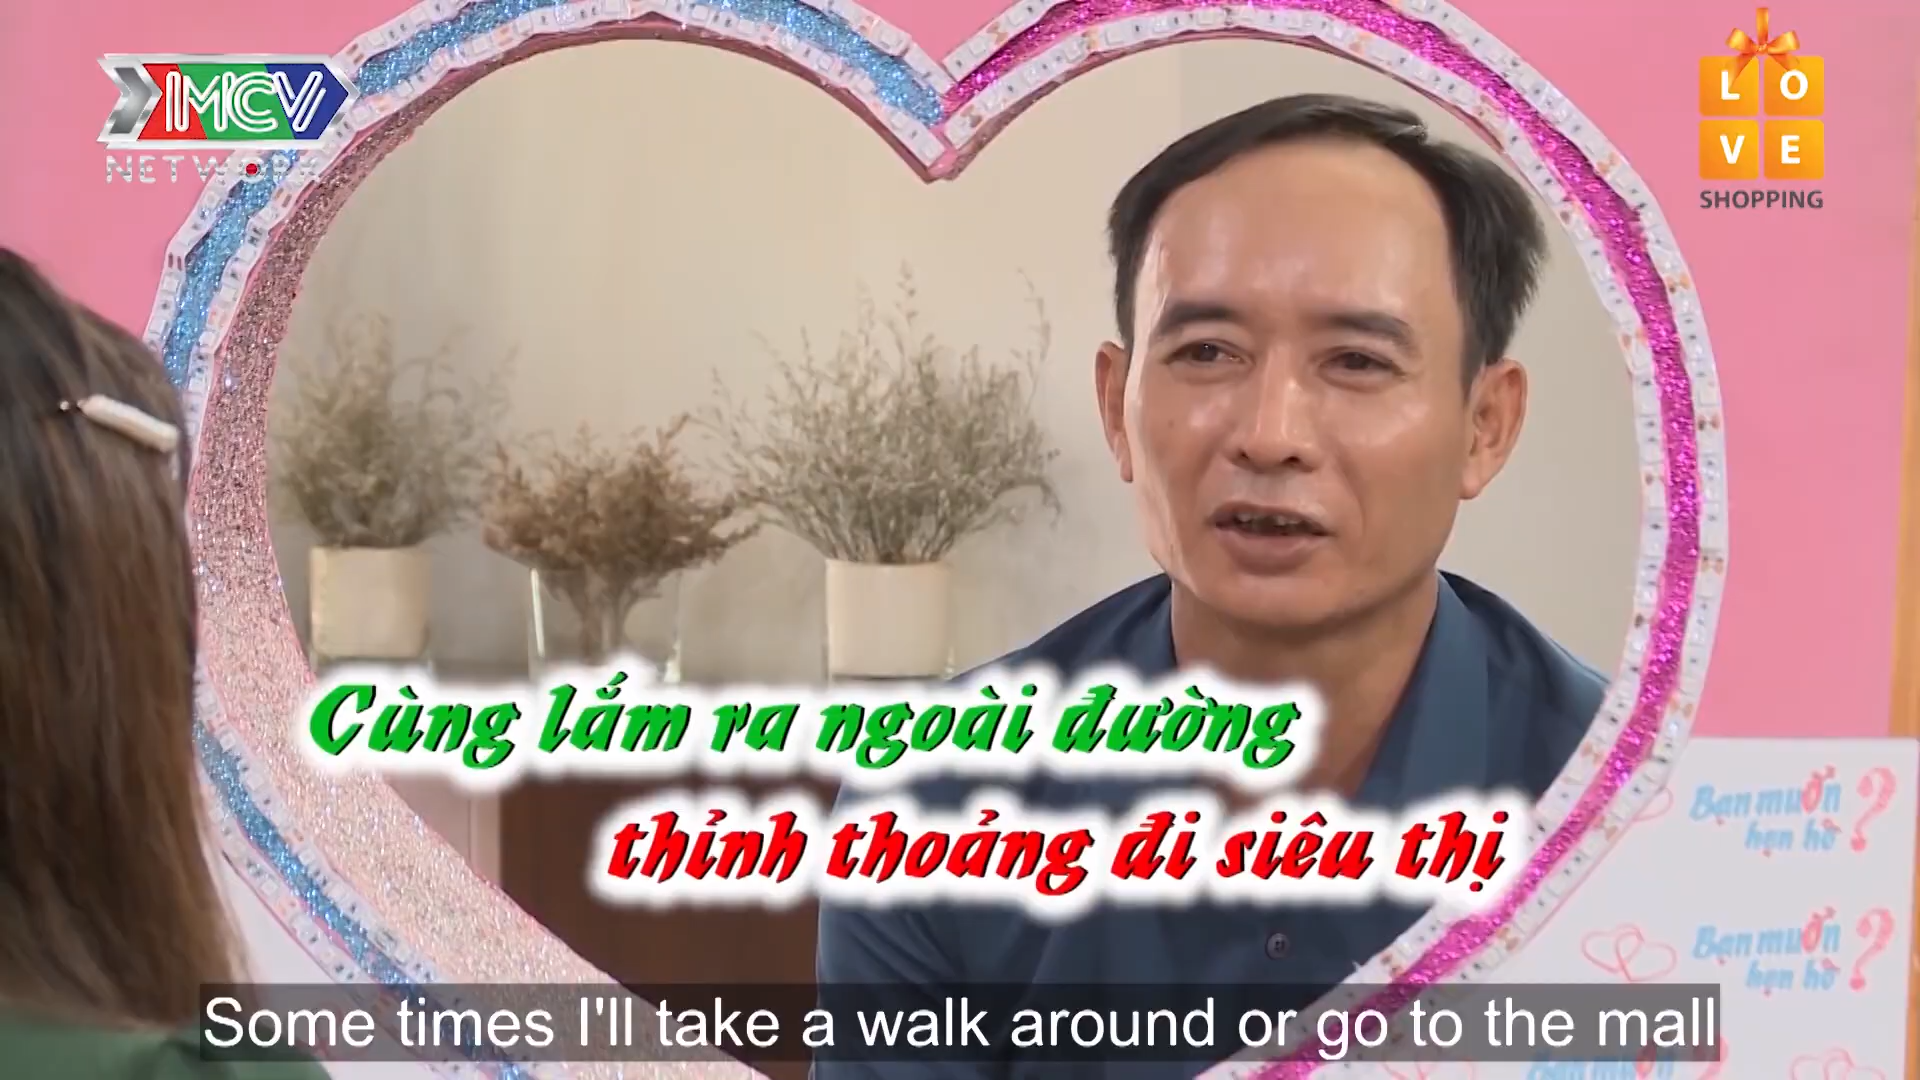 MCV
NETWORK
L O
V E
SHOPPING
Cùng lắm ra ngoài đường
thỉnh thoảng đi siêu thị
Bạn muốn
hẹn hò ?
Bạn muốn
hẹn hò ?
Some times I'll take a walk around or go to the mall